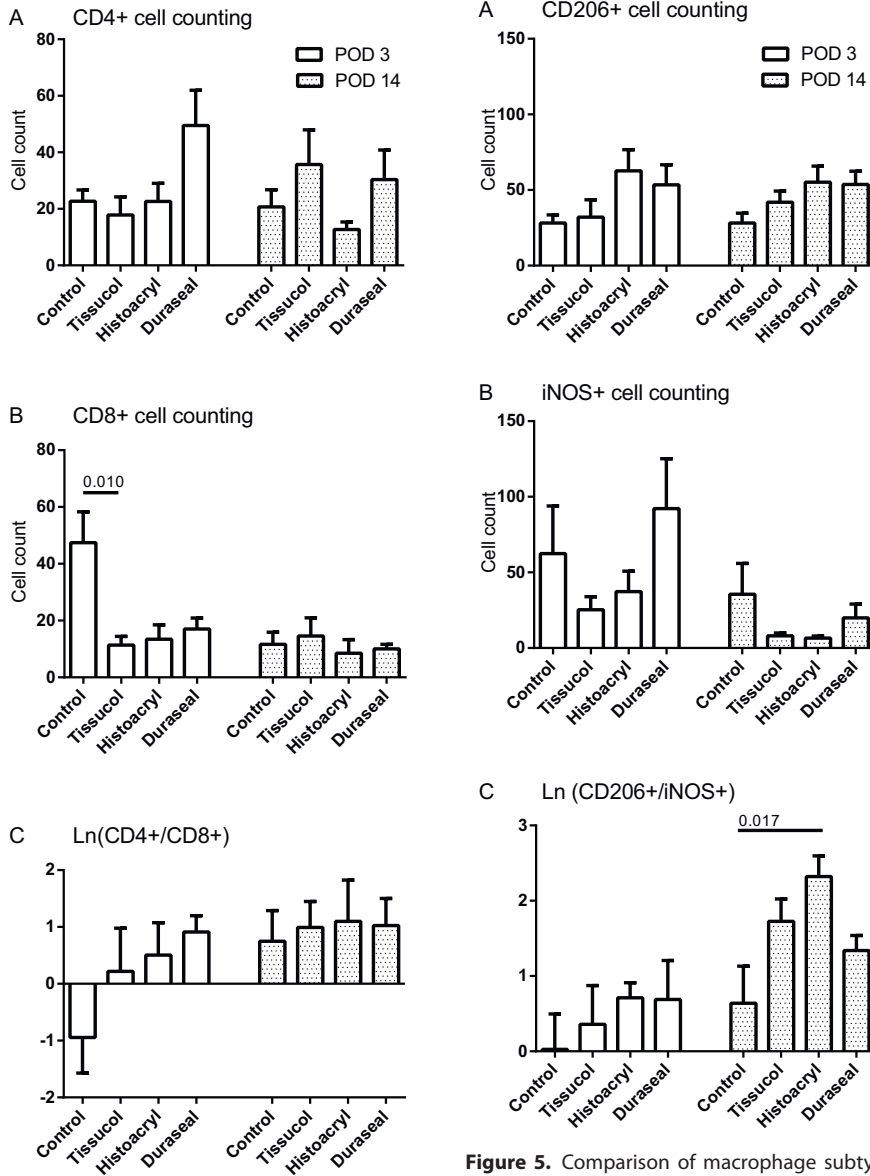 A CD4+ cell counting
80
60
40
20
0
Cell count
POD 3
POD 14
Control
Tissucol
Histoacryl
Duraseal
Control
Tissucol
Histoacryl
Duraseal
B CD8+ cell counting
80
60
40
20
0
Cell count
0.010
Control
Tissucol
Histoacryl
Duraseal
Control
Tissucol
Histoacryl
Duraseal
C Ln(CD4+/CD8+)
2
1
0
-1
-2
Control
Tissucol
Histoacryl
Duraseal
Control
Tissucol
Histoacryl
Duraseal
A CD206+ cell counting
150
100
50
0
Cell count
POD 3
POD 14
Control
Tissucol
Histoacryl
Duraseal
Control
Tissucol
Histoacryl
Duraseal
B iNOS+ cell counting
150
100
50
0
Cell count
Control
Tissucol
Histoacryl
Duraseal
Control
Tissucol
Histoacryl
Duraseal
C Ln (CD206+/iNOS+)
3
2
1
0
0.017
Control
Tissucol
Histoacryl
Duraseal
Control
Tissucol
Histoacryl
Duraseal
Figure 5. Comparison of macrophage subty